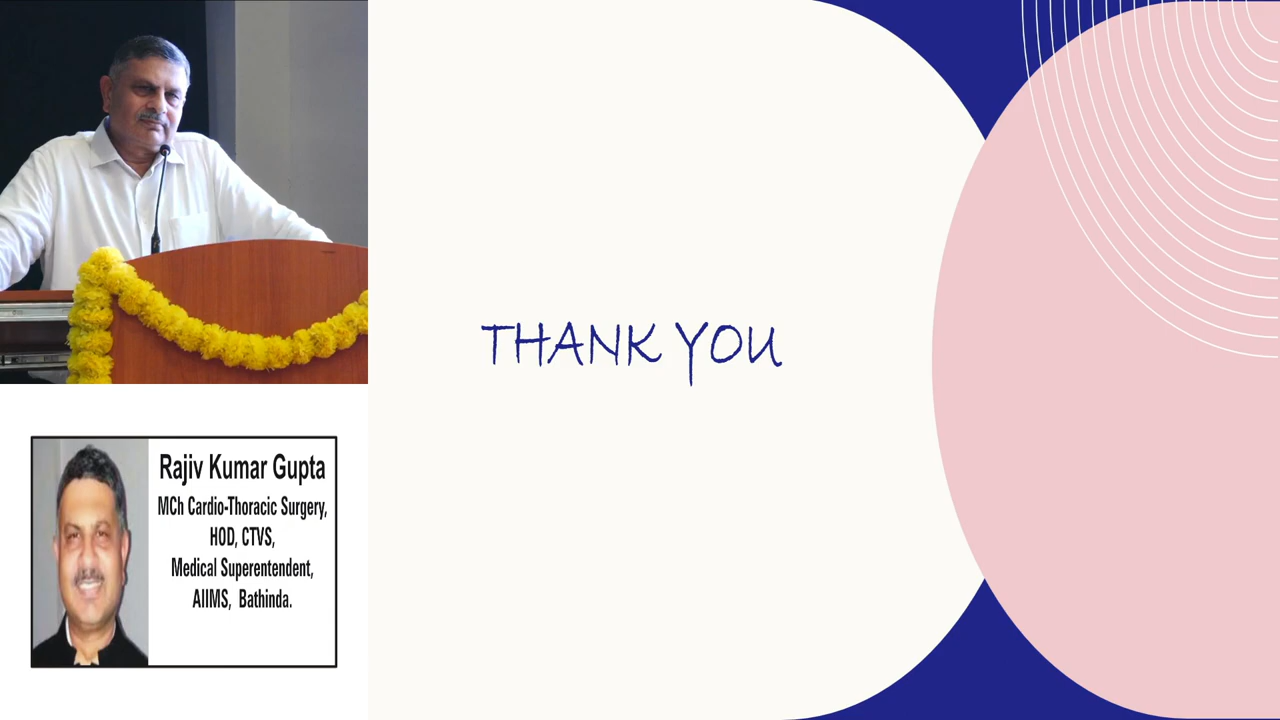 THANK YOU
Rajiv Kumar Gupta
MCh Cardio-Thoracic Surgery,
HOD, CTVS,
Medical Superentendent,
AIIMS, Bathinda.